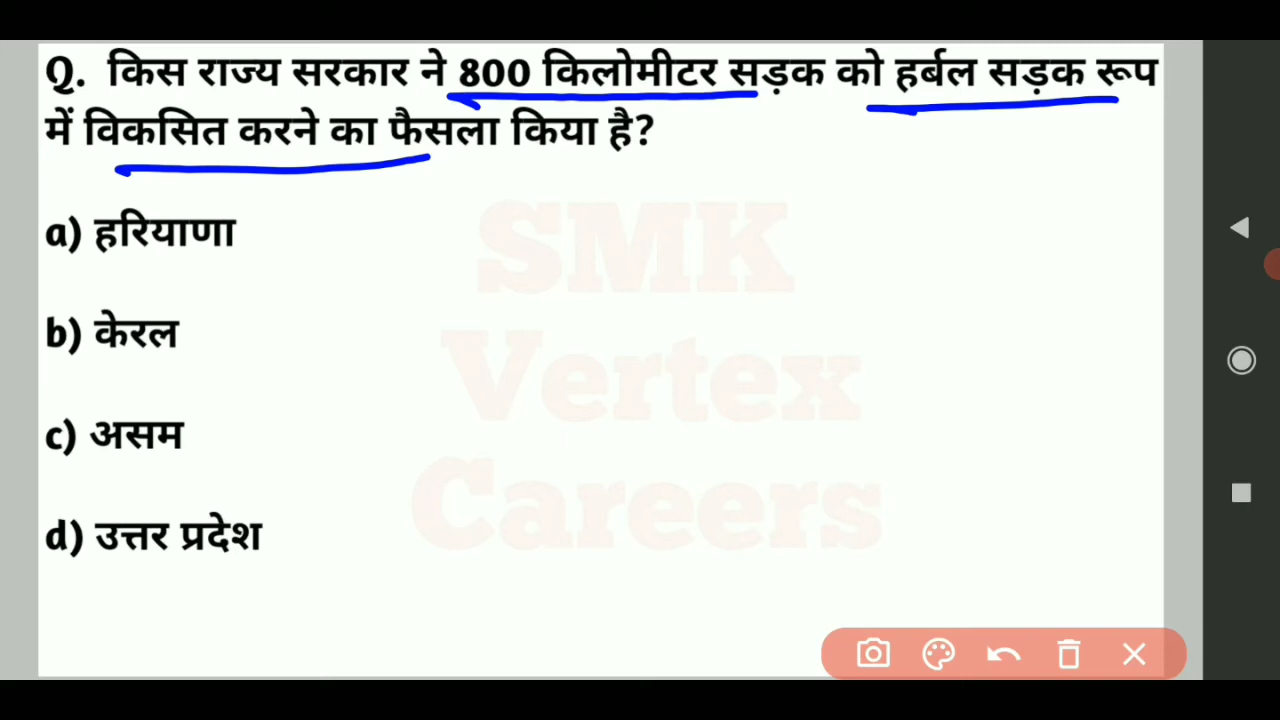 Q. किस राज्य सरकार ने 800 किलोमीटर सड़क को हर्बल सड़क रूप
में विकसित करने का फैसला किया है?
a) हरियाणा
b) केरल
c) असम
d) उत्तर प्रदेश
SMK
Vertex
Careers